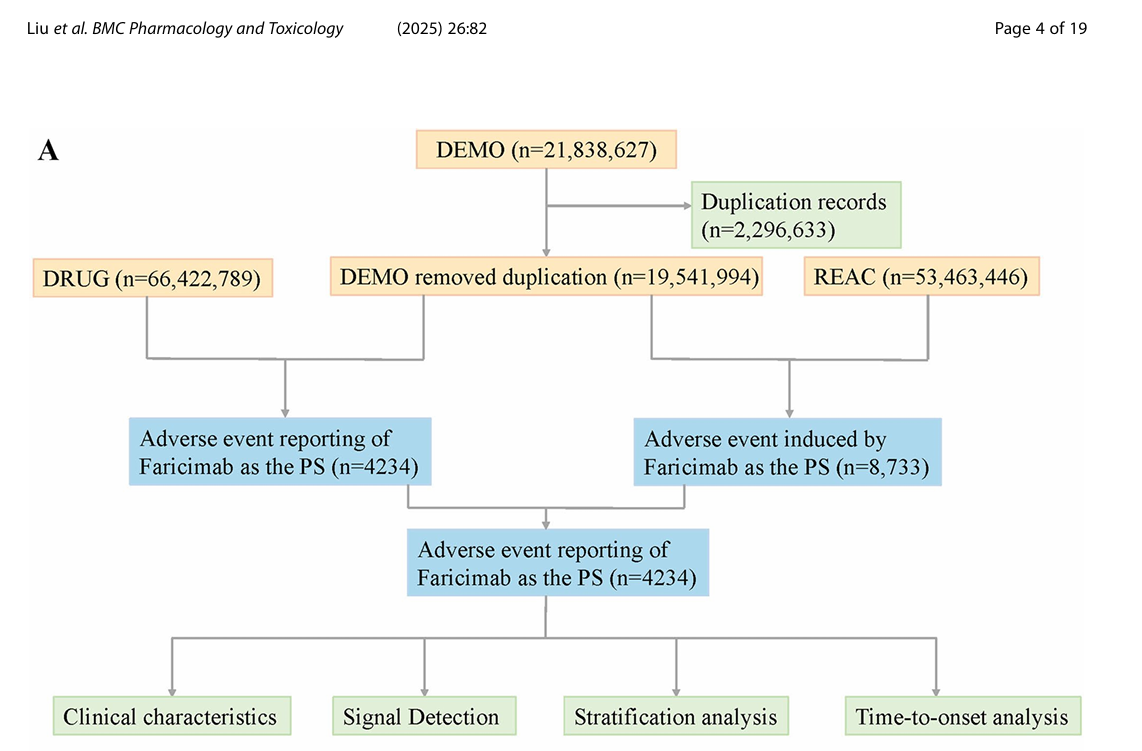 Liu et al. BMC Pharmacology and Toxicology (2025) 26:82 Page 4 of 19
A
DEMO (n=21,838,627)
Duplication records
(n=2,296,633)
DRUG (n=66,422,789)
DEMO removed duplication (n=19,541,994)
REAC (n=53,463,446)
Adverse event reporting of
Faricimab as the PS (n=4234)
Adverse event induced by
Faricimab as the PS (n=8,733)
Adverse event reporting of
Faricimab as the PS (n=4234)
Clinical characteristics
Signal Detection
Stratification analysis
Time-to-onset analysis